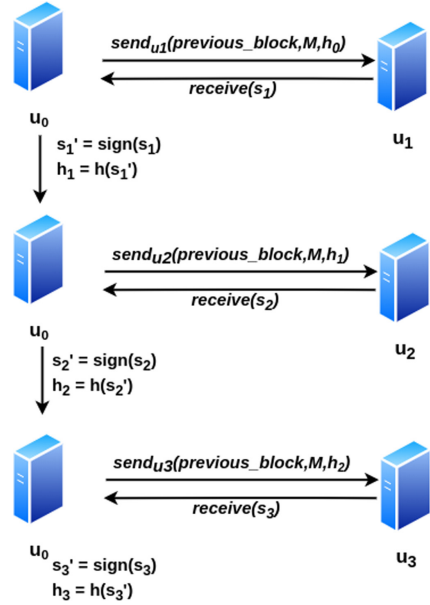 send_u1(previous_block,M,h_0)
receive(s_1)
u_0
u_1
s_1' = sign(s_1)
h_1 = h(s_1')
send_u2(previous_block,M,h_1)
receive(s_2)
u_0
u_2
s_2' = sign(s_2)
h_2 = h(s_2')
send_u3(previous_block,M,h_2)
receive(s_3)
u_0
u_3
s_3' = sign(s_3)
h_3 = h(s_3')